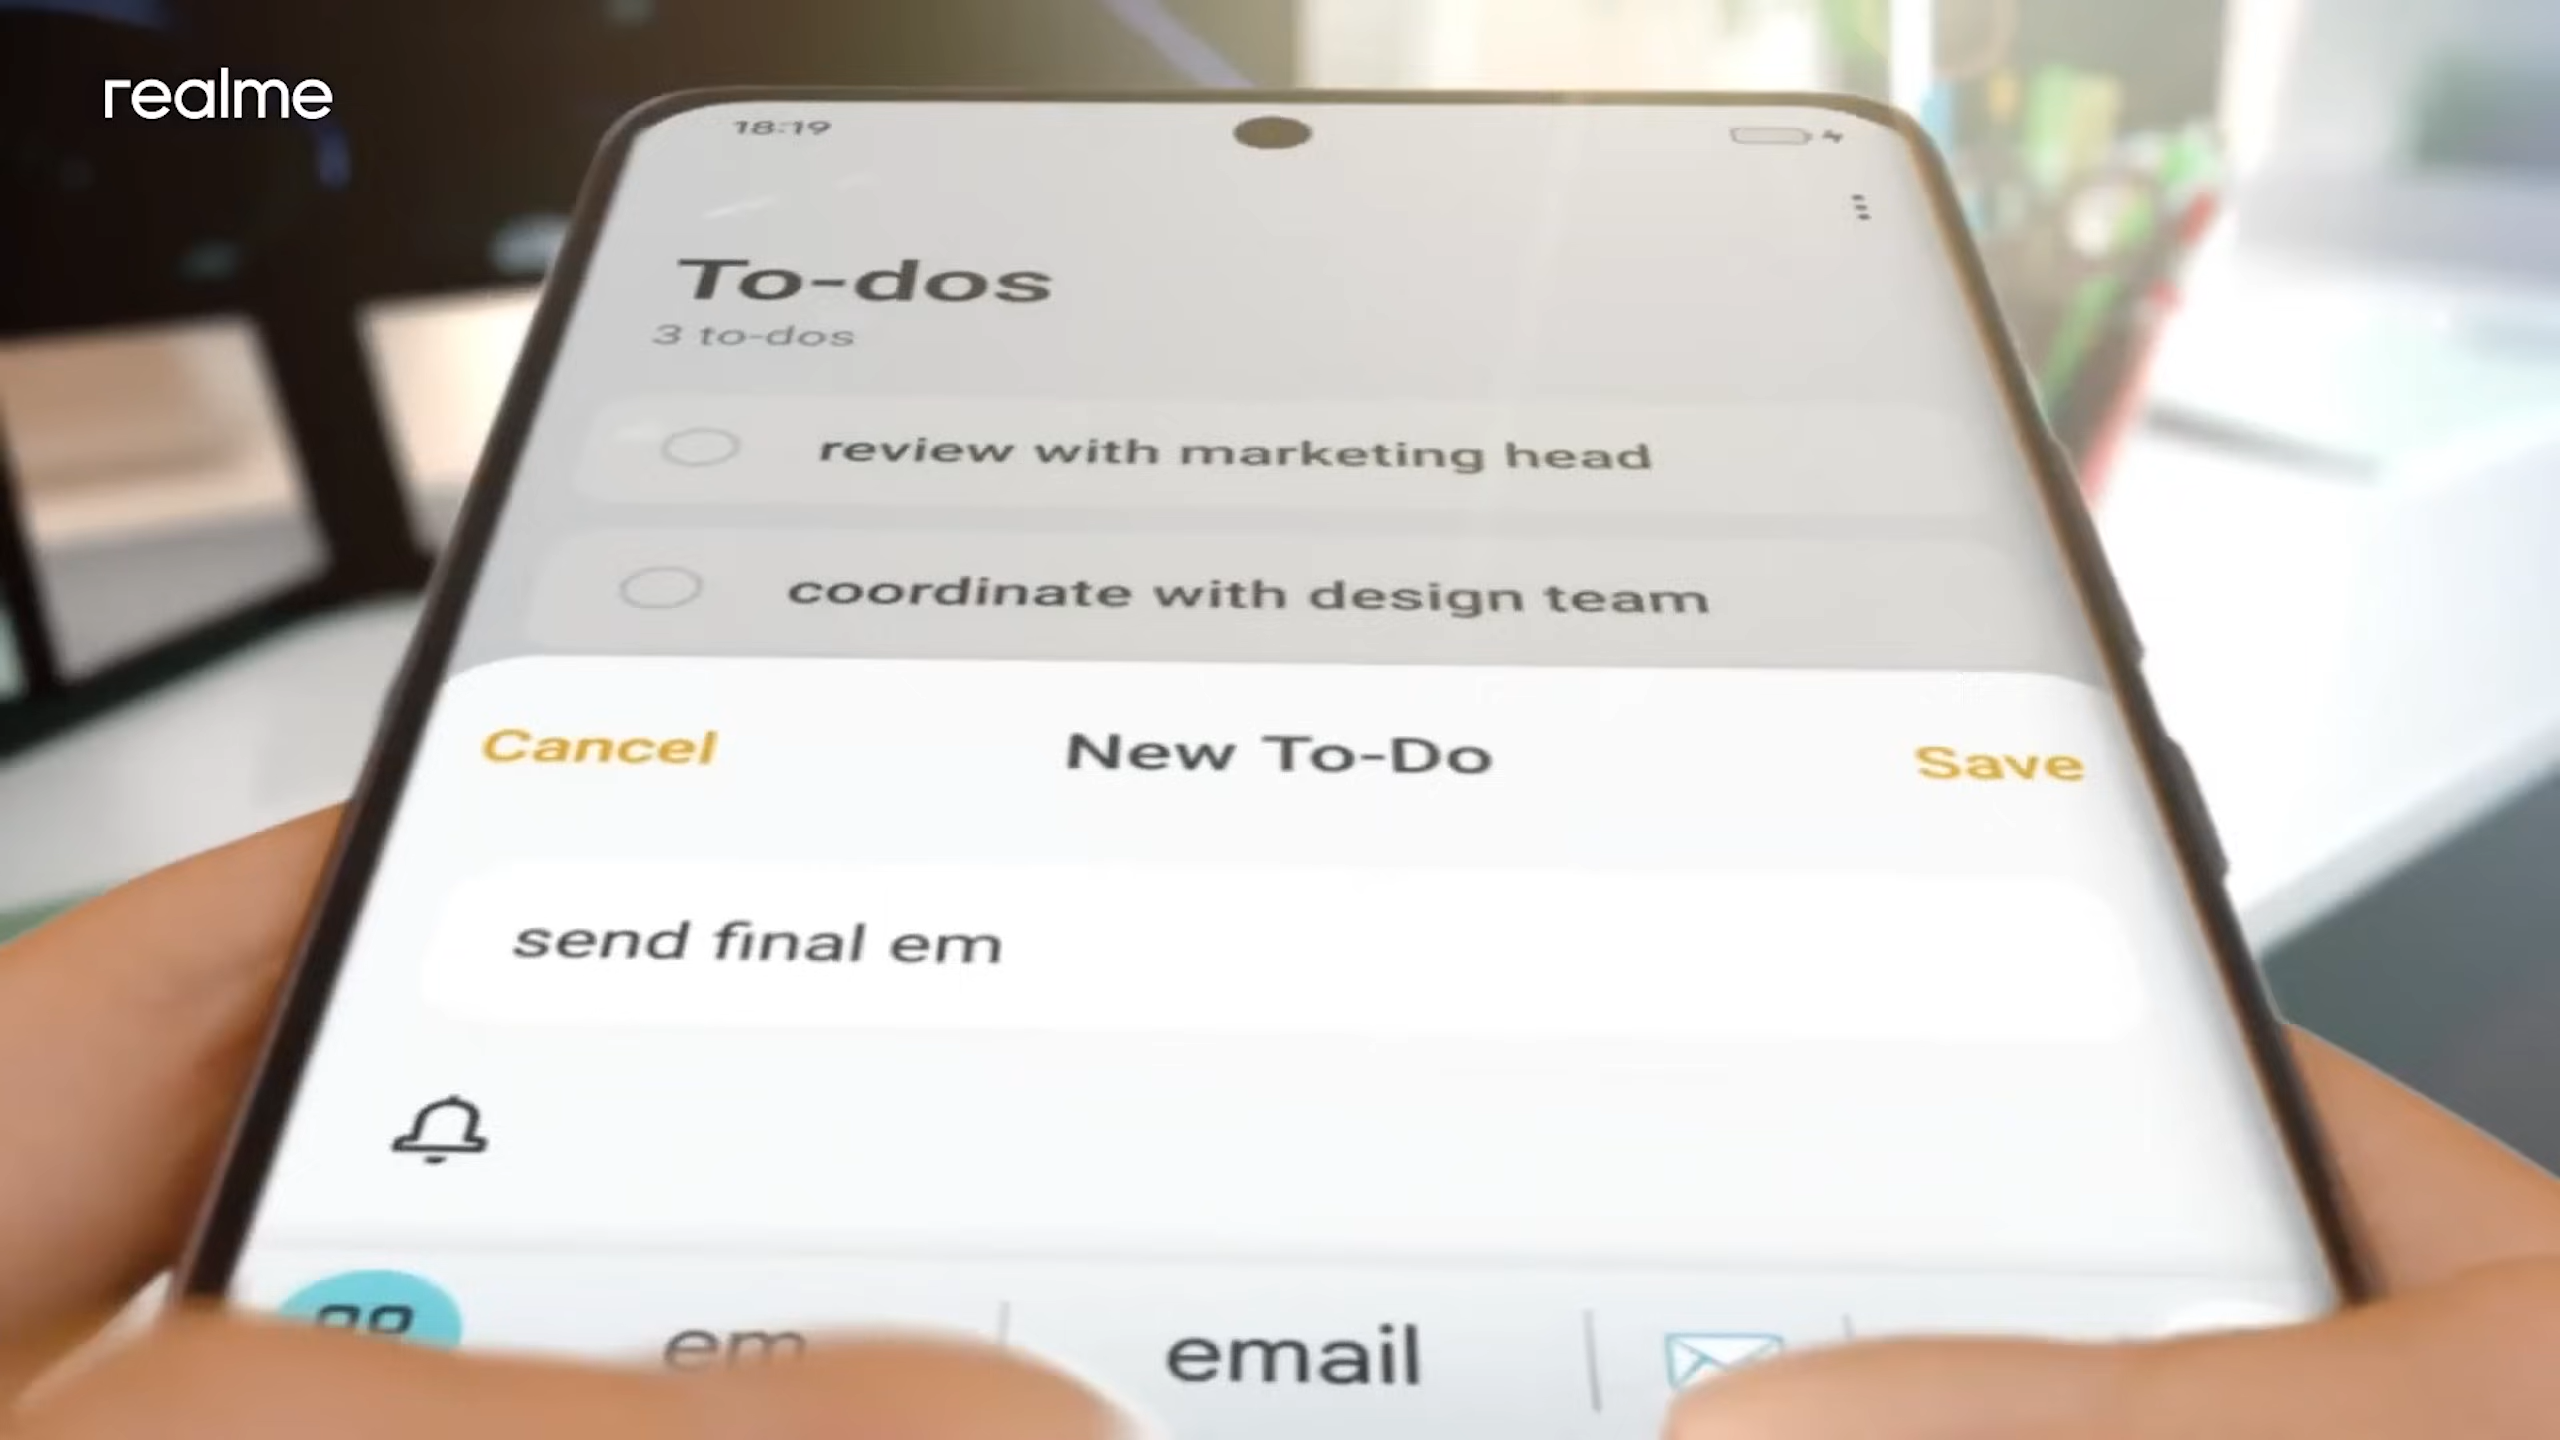 realme
18:19
To-dos
3 to-dos
review with marketing head
coordinate with design team
Cancel New To-Do Save
send final em
em email